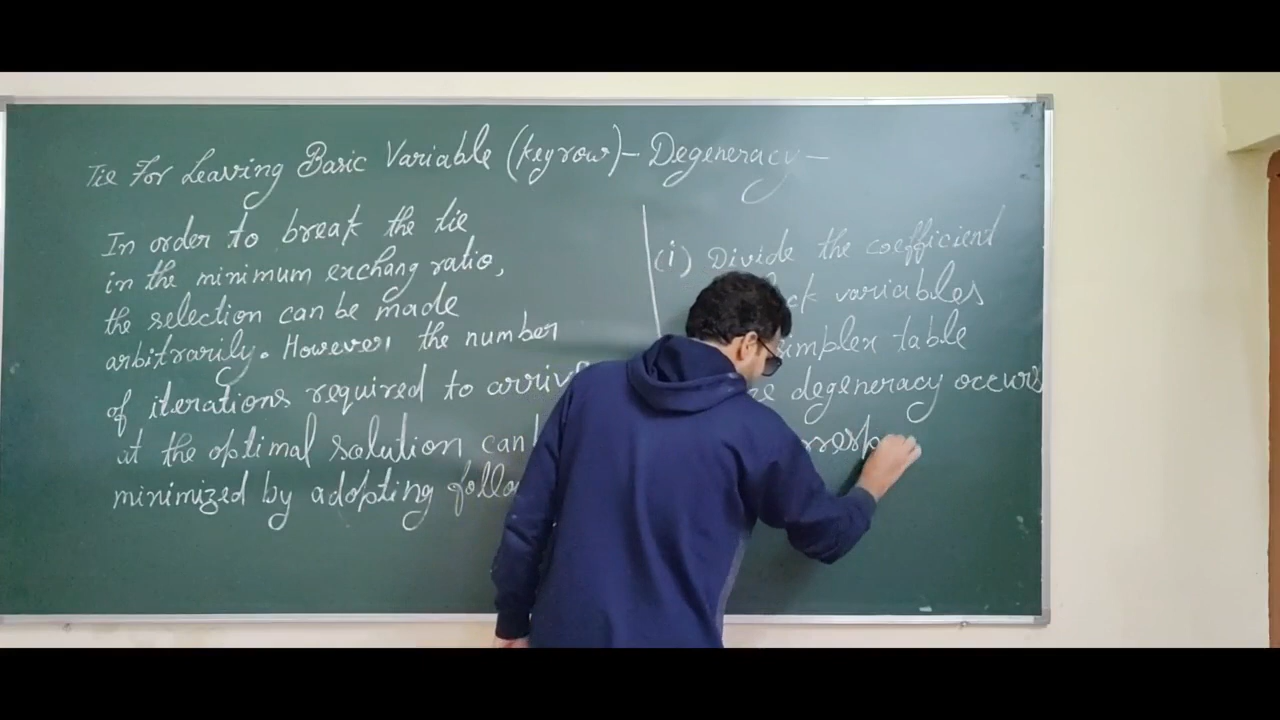 Tie For Leaving Basic Variable (key row) – Degeneracy –
In order to break the tie
in the minimum exchang ratio,
the selection can be made
arbitrarily. However, the number
of iterations required to arrive
at the optimal solution can
minimized by adopting
(i) Divide the coefficient
variables
simplex table
degeneracy occurs